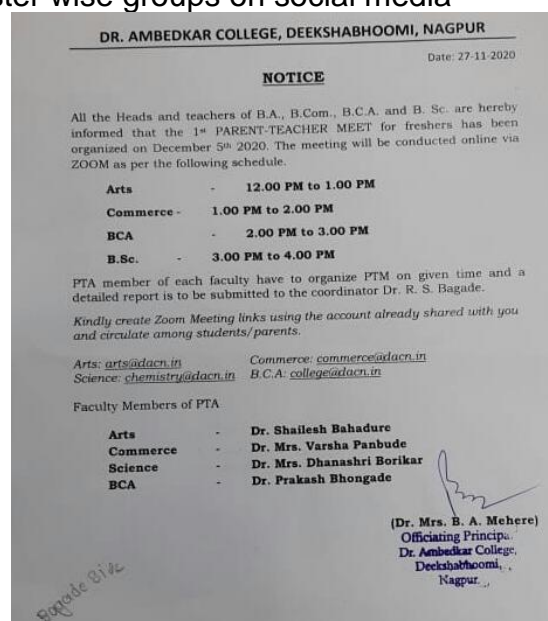 ster wise groups on social media
DR. AMBEDKAR COLLEGE, DEEKSHABHOOMI, NAGPUR
Date: 27-11-2020
NOTICE
All the Heads and teachers of B.A., B.Com., B.C.A. and B. Sc. are hereby
informed that the 1st PARENT-TEACHER MEET for freshers has been
organized on December 5th 2020. The meeting will be conducted online via
ZOOM as per the following schedule.
Arts - 12.00 PM to 1.00 PM
Commerce - 1.00 PM to 2.00 PM
BCA - 2.00 PM to 3.00 PM
B.Sc. - 3.00 PM to 4.00 PM
PTA member of each faculty have to organize PTM on given time and a
detailed report is to be submitted to the coordinator Dr. R. S. Bagade.
Kindly create Zoom Meeting links using the account already shared with you
and circulate among students/parents.
Arts: arts@dacn.in Commerce: commerce@dacn.in
Science: chemistry@dacn.in B.C.A: college@dacn.in
Faculty Members of PTA
Arts - Dr. Shailesh Bahadure
Commerce - Dr. Mrs. Varsha Panbude
Science - Dr. Mrs. Dhanashri Borikar
BCA - Dr. Prakash Bhongade
(Dr. Mrs. B. A. Mehere)
Officiating Principa
Dr. Ambedkar College,
Deekshabhoomi,
Nagpur.
Bagade